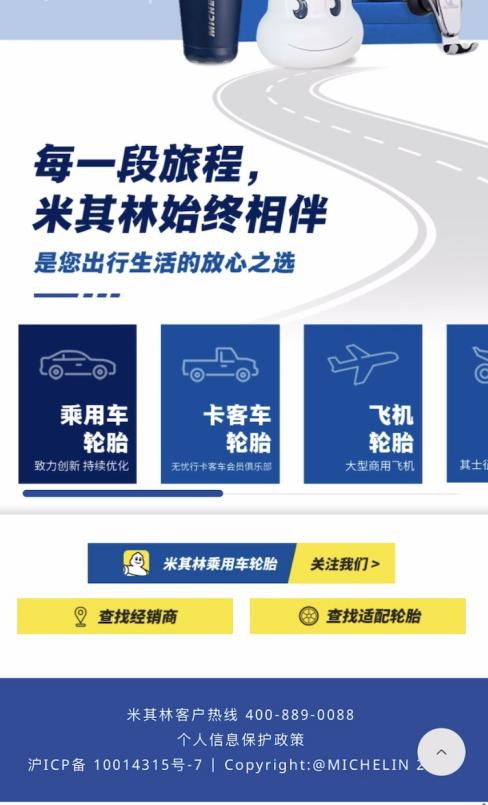 MICHEL
每一段旅程，
米其林始终相伴
是您出行生活的放心之选
乘用车
轮胎
致力创新 持续优化
卡客车
轮胎
无忧行卡客车会员俱乐部
飞机
轮胎
大型商用飞机
其士
米其林乘用车轮胎
关注我们 >
查找经销商
查找适配轮胎
米其林客户热线 400-889-0088
个人信息保护政策
沪ICP备 10014315号-7 | Copyright:@MICHELIN 2